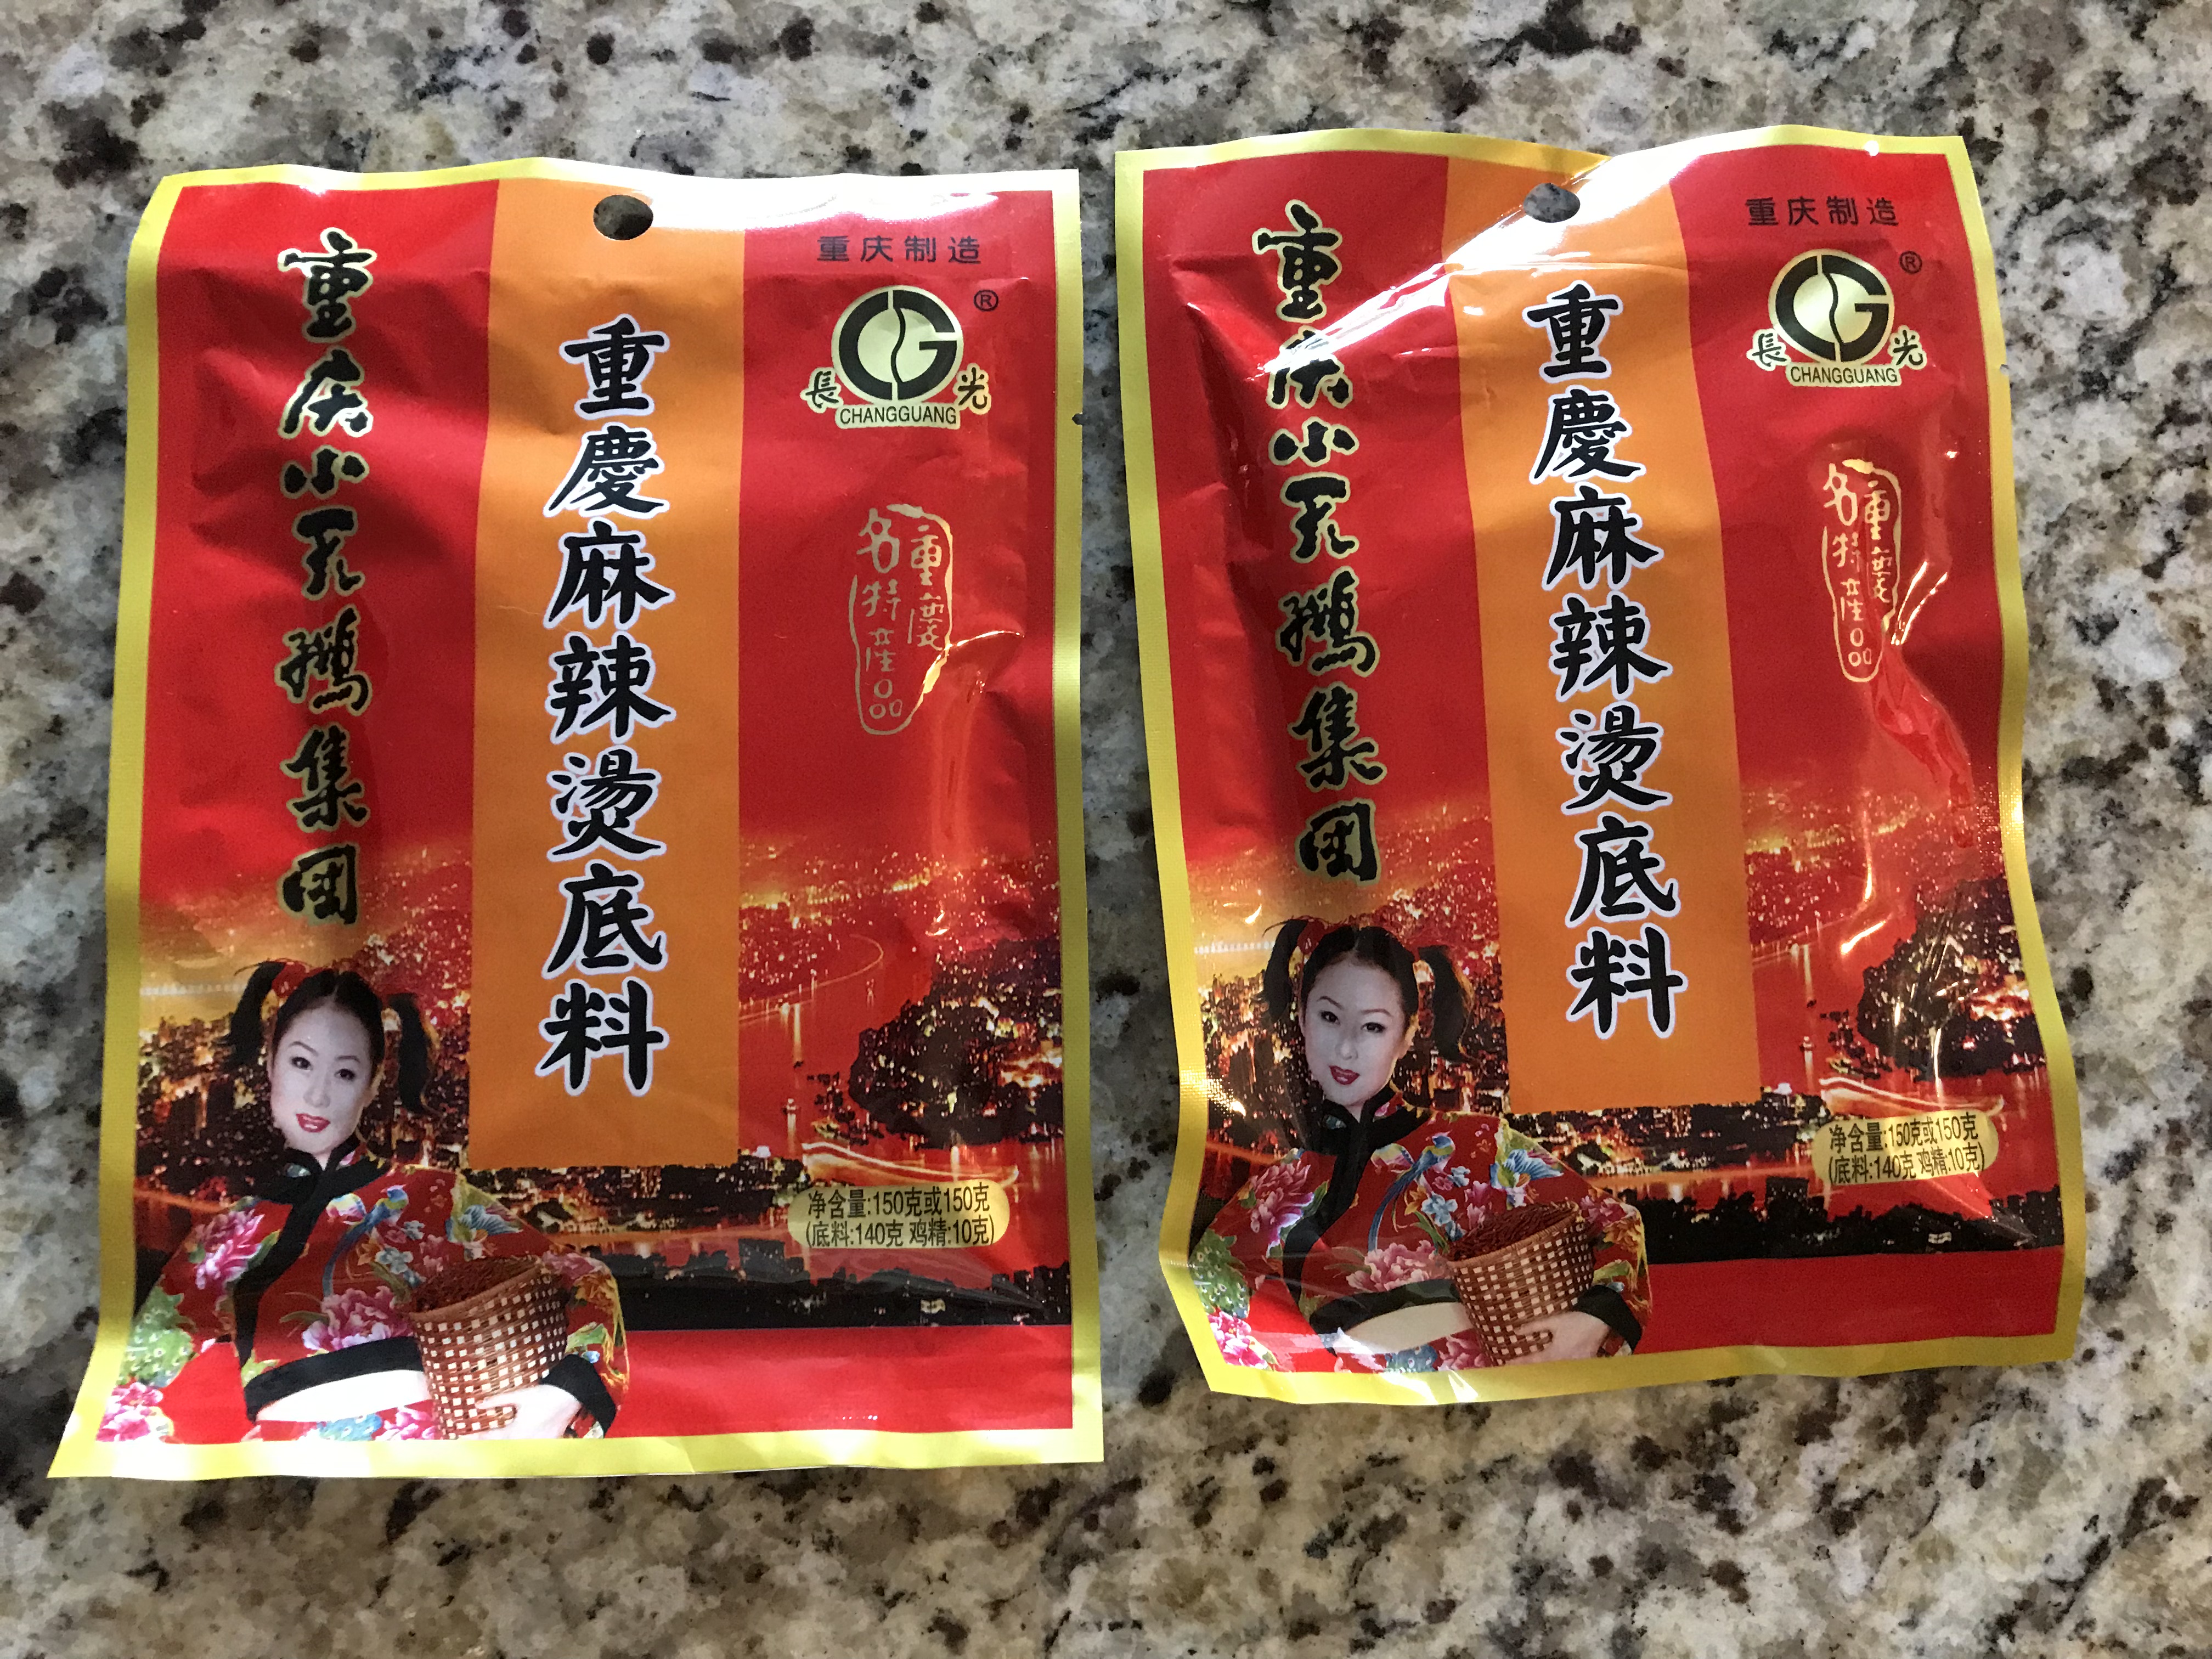 重庆小天鹅集团
重慶麻辣燙底料
重庆制造
®
長
CHANGGUANG
光
净含量:150克或150克
(底料:140克 鸡精:10克)
重庆小天鹅集团
重慶麻辣燙底料
重庆制造
®
長
CHANGGUANG
光
净含量:150克或150克
(底料:140克 鸡精:10克)